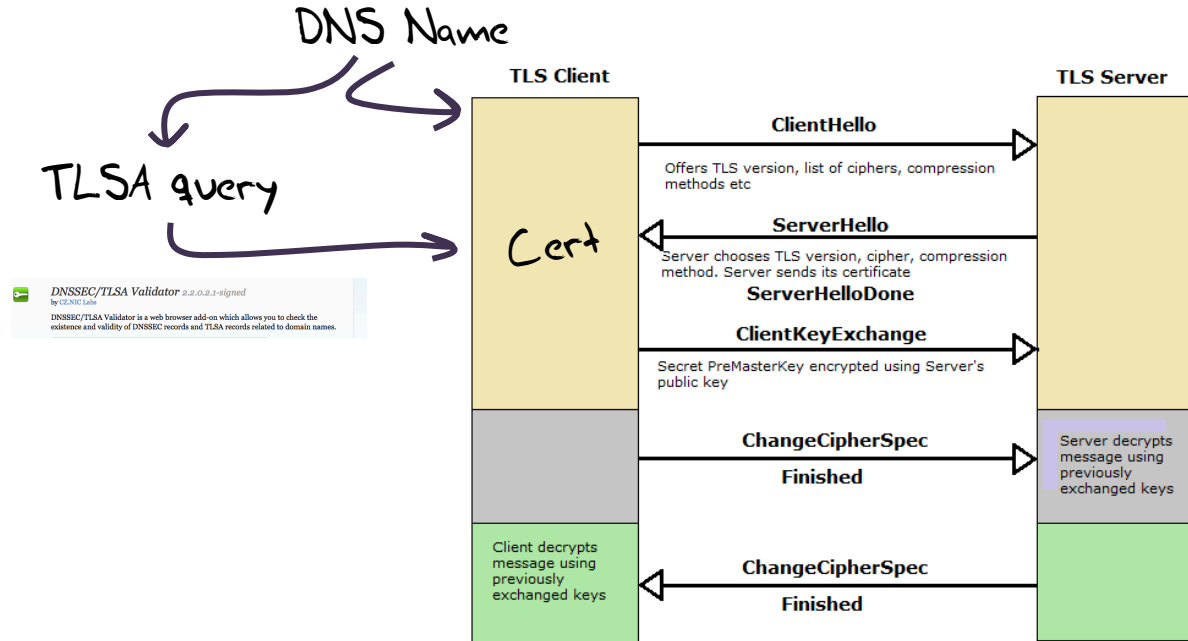 DNS Name
TLS Client
TLS Server
ClientHello
Offers TLS version, list of ciphers, compression
methods etc
TLSA query
Cert
ServerHello
Server chooses TLS version, cipher, compression
method. Server sends its certificate
ServerHelloDone
DNSSEC/TLSA Validator 2.2.0.2.1-signed
by CZ.NIC Labs
DNSSEC/TLSA Validator is a web browser add-on which allows you to check the
existence and validity of DNSSEC records and TLSA records related to domain names.
ClientKeyExchange
Secret PreMasterKey encrypted using Server's
public key
ChangeCipherSpec
Finished
Server decrypts
message using
previously
exchanged keys
Client decrypts
message using
previously
exchanged keys
ChangeCipherSpec
Finished